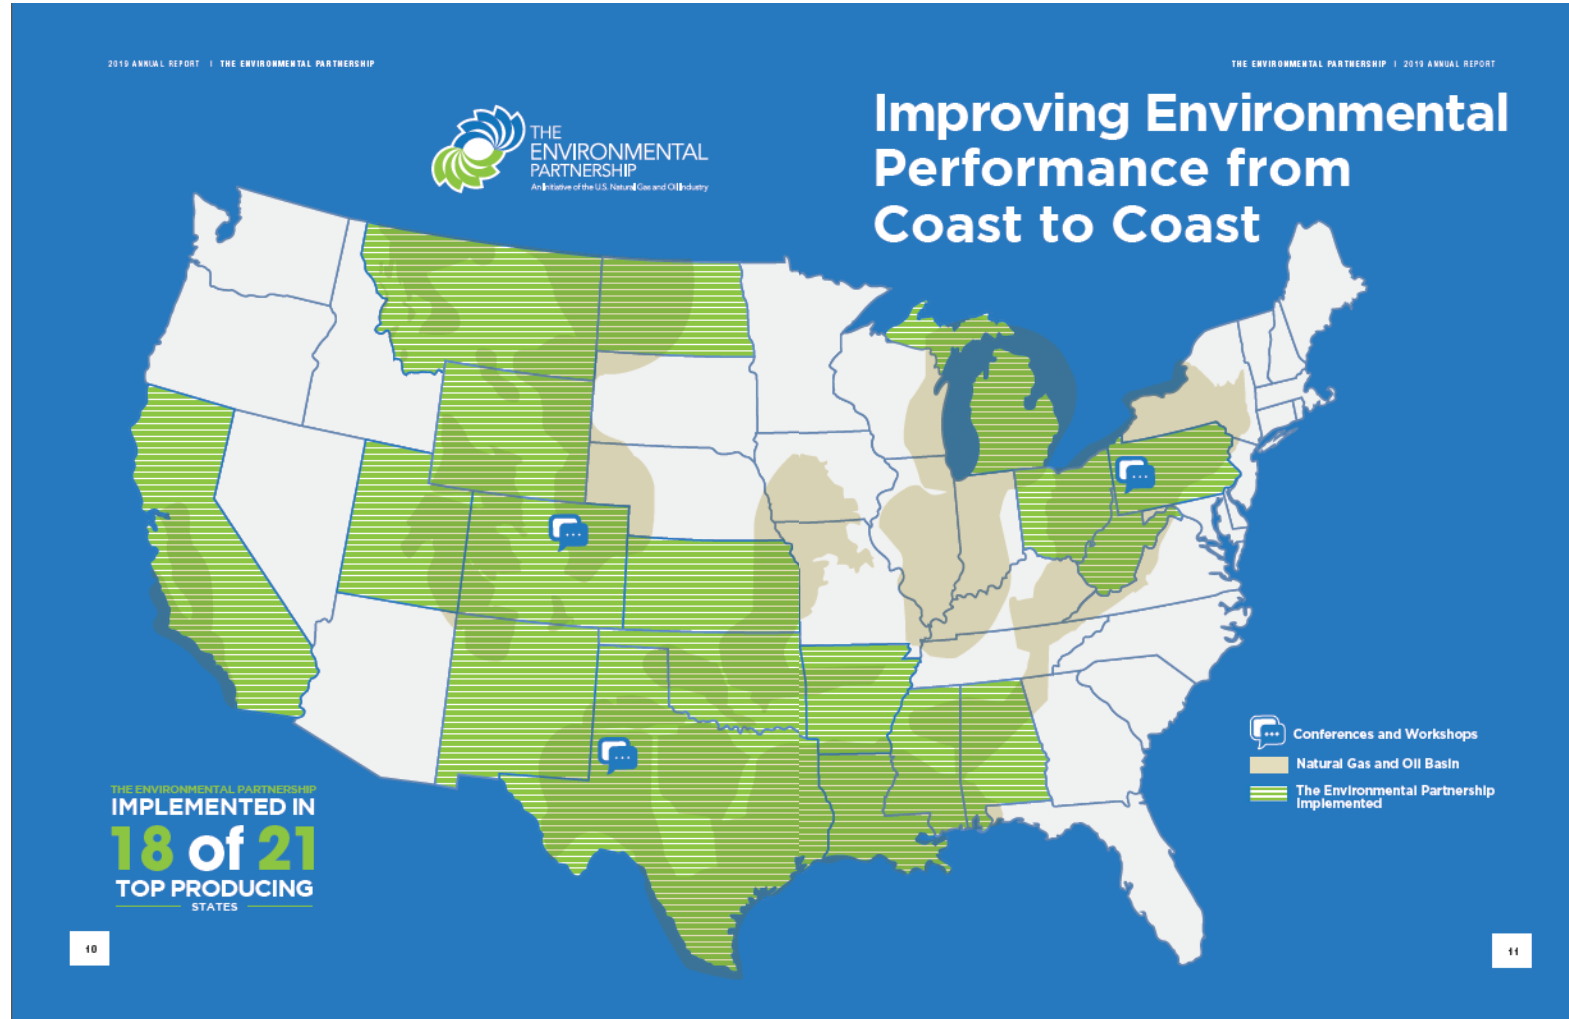 2019 ANNUAL REPORT | THE ENVIRONMENTAL PARTNERSHIP
THE ENVIRONMENTAL PARTNERSHIP | 2019 ANNUAL REPORT
THE
ENVIRONMENTAL
PARTNERSHIP
An Initiative of the U.S. Natural Gas and Oil Industry
Improving Environmental
Performance from
Coast to Coast
Conferences and Workshops
Natural Gas and Oil Basin
The Environmental Partnership
Implemented
THE ENVIRONMENTAL PARTNERSHIP
IMPLEMENTED IN
18 of 21
TOP PRODUCING
STATES
10
11